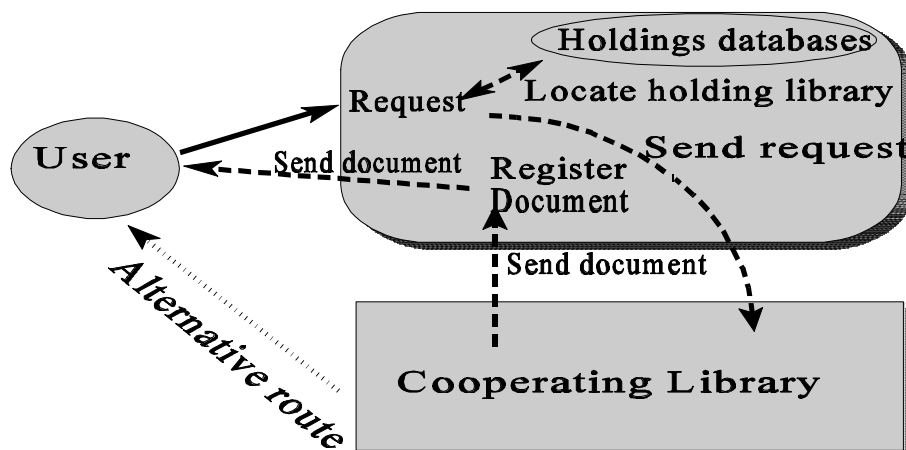 Holdings databases
Locate holding library
Request
Send request
User
Send document
Register
Document
Send document
Alternative route
Cooperating Library